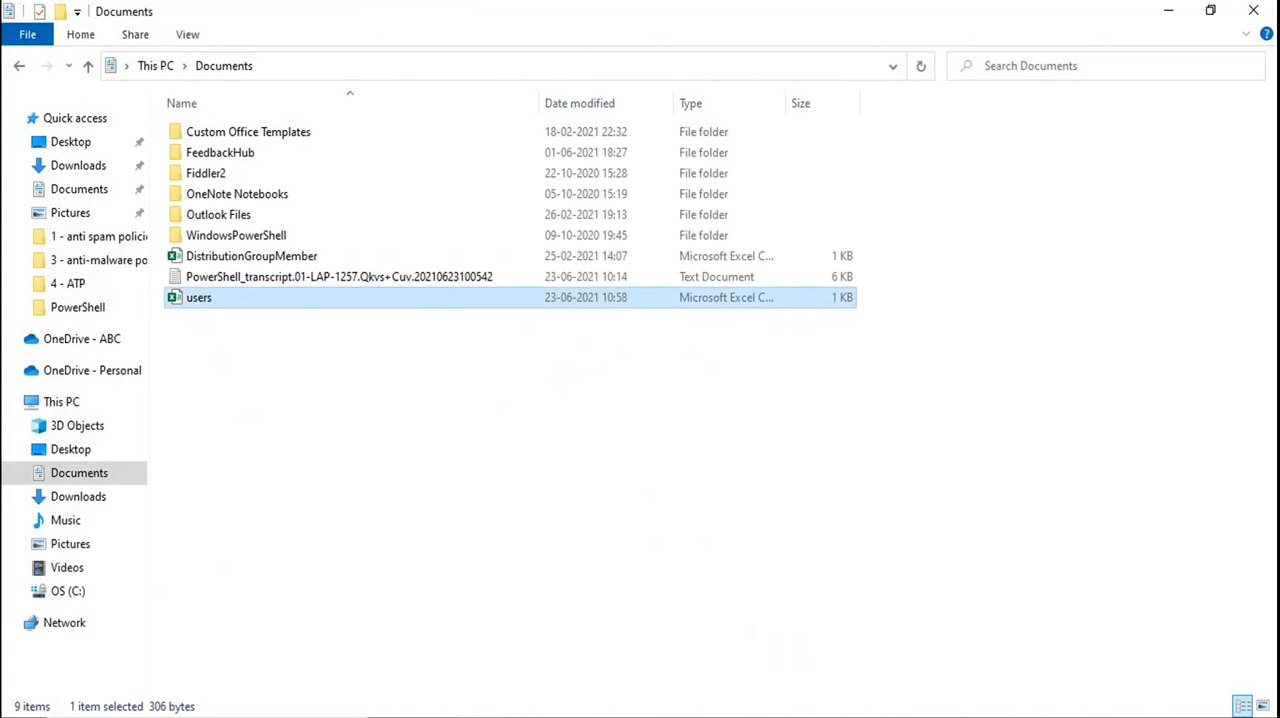 Documents
File Home Share View
This PC Documents
Search Documents
Name Date modified Type Size
Custom Office Templates 18-02-2021 22:32 File folder
FeedbackHub 01-06-2021 18:27 File folder
Fiddler2 22-10-2020 15:28 File folder
OneNote Notebooks 05-10-2020 15:19 File folder
Outlook Files 26-02-2021 19:13 File folder
WindowsPowerShell 09-10-2020 19:45 File folder
DistributionGroupMember 25-02-2021 14:07 Microsoft Excel C... 1 KB
PowerShell_transcript.01-LAP-1257.Qkvs+Cuv.20210623100542 23-06-2021 10:14 Text Document 6 KB
users 23-06-2021 10:58 Microsoft Excel C... 1 KB
Quick access
Desktop
Downloads
Documents
Pictures
1 - anti spam policie
3 - anti-malware po
4 - ATP
PowerShell
OneDrive - ABC
OneDrive - Personal
This PC
3D Objects
Desktop
Documents
Downloads
Music
Pictures
Videos
OS (C:)
Network
9 items 1 item selected 306 bytes